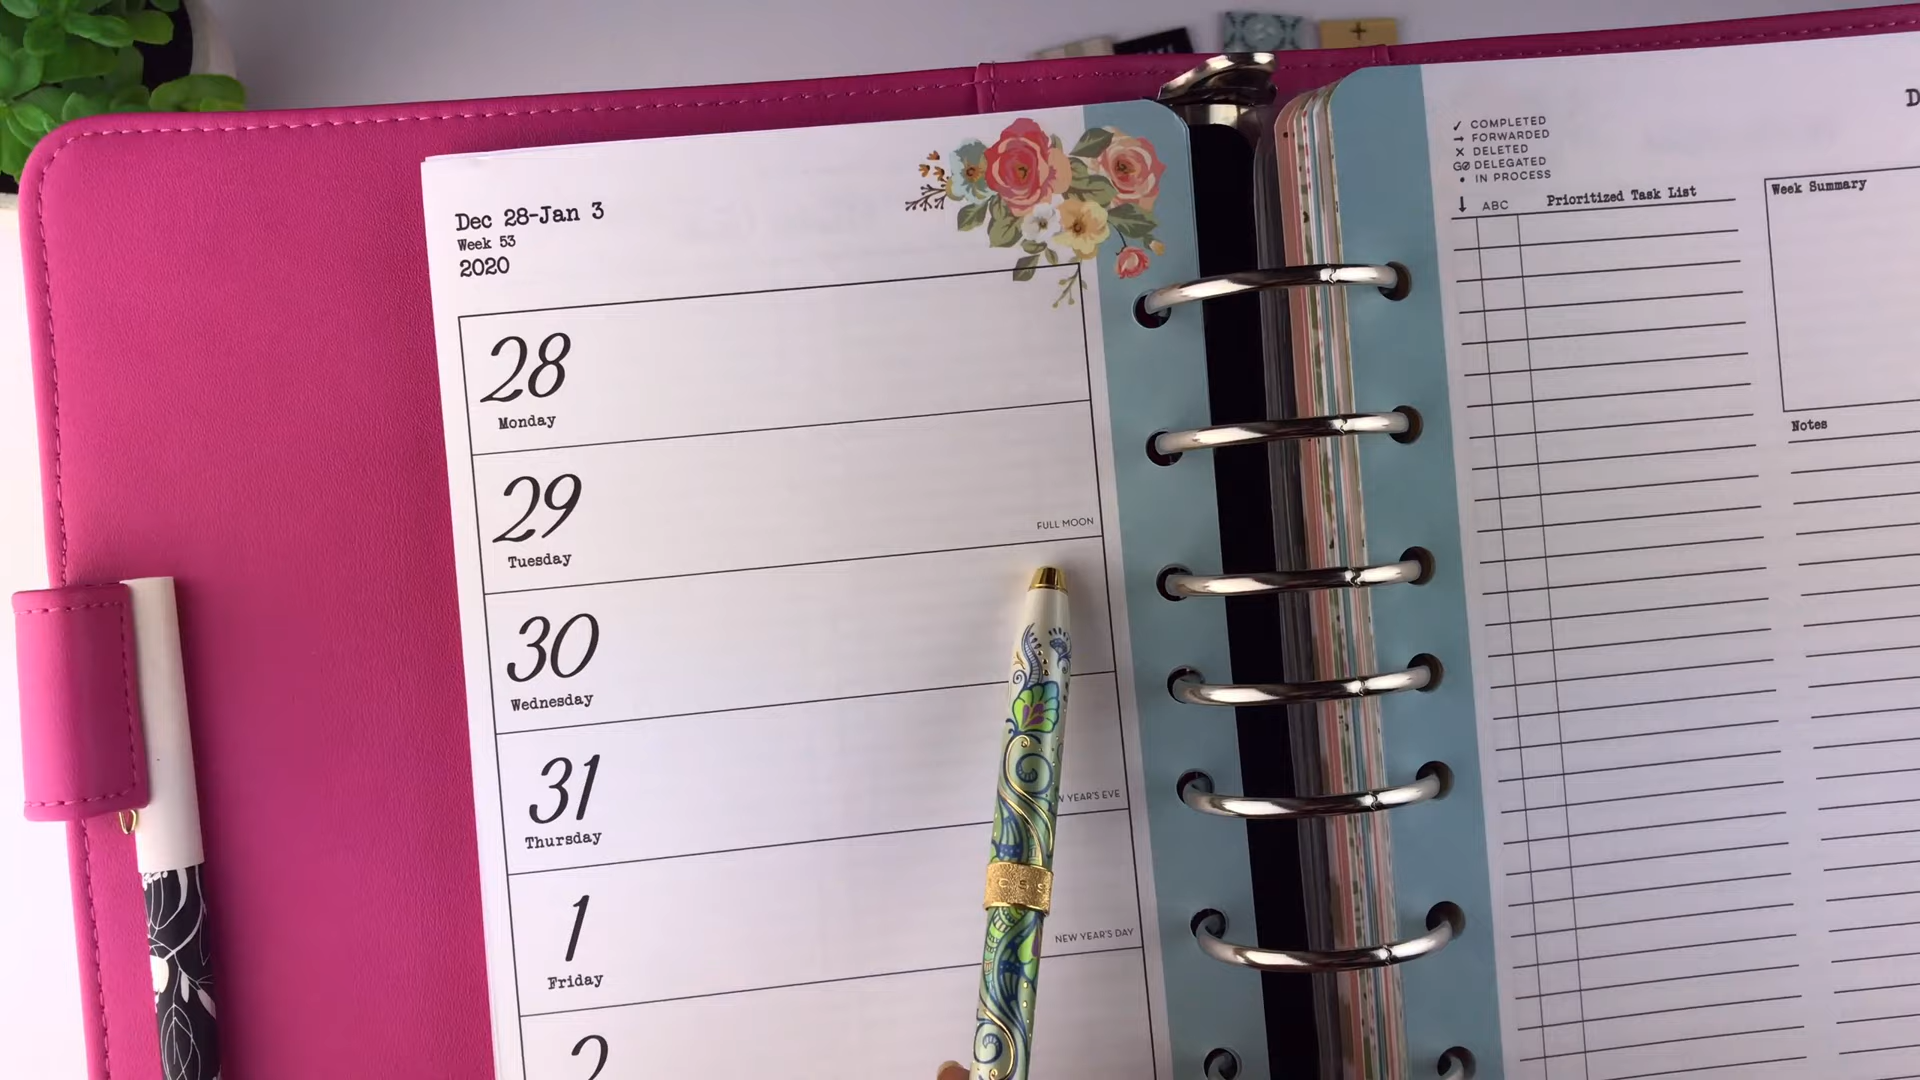 Dec 28-Jan 3
Week 53
2020
28
Monday
29
Tuesday
FULL MOON
30
Wednesday
31
Thursday
YEAR'S EVE
1
Friday
NEW YEAR'S DAY
2
✓ COMPLETED
→ FORWARDED
✕ DELETED
GØ DELEGATED
• IN PROCESS
↓ ABC Prioritized Task List
Week Summary
Notes